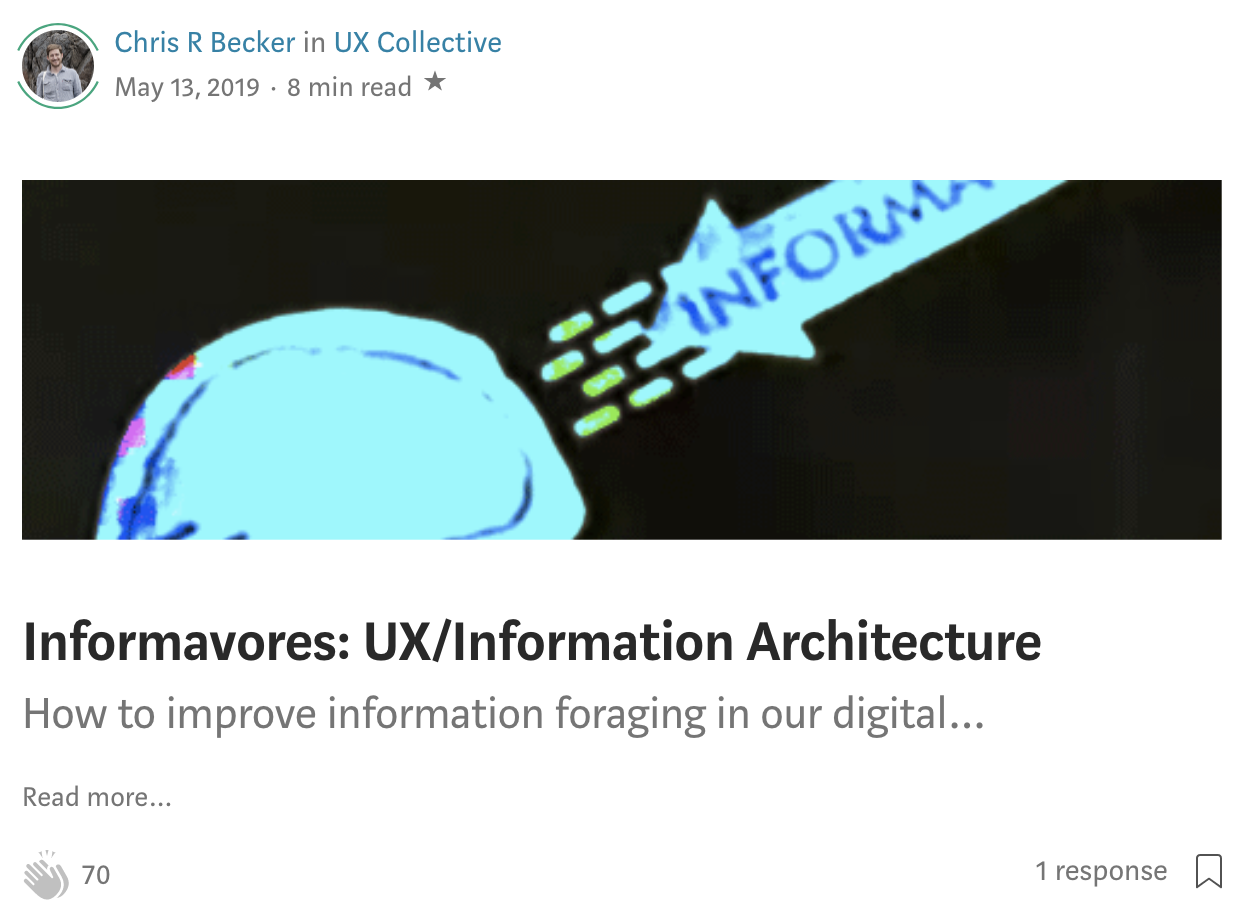 Chris R Becker in UX Collective
May 13, 2019 · 8 min read ★
INFORMA
Informavores: UX/Information Architecture
How to improve information foraging in our digital...
Read more...
70
1 response